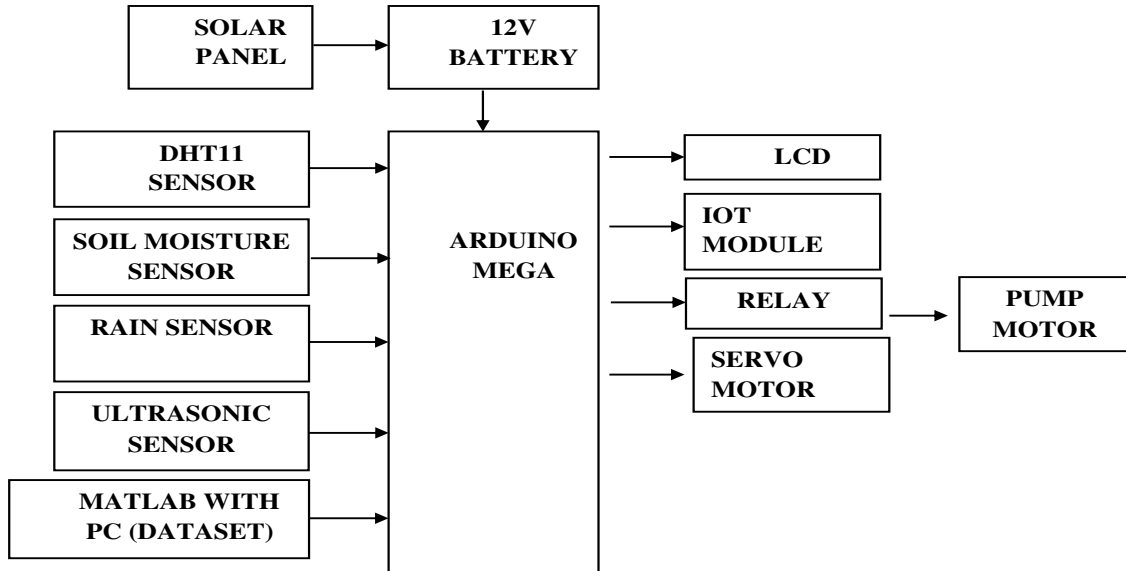 SOLAR
PANEL
12V
BATTERY
DHT11
SENSOR
SOIL MOISTURE
SENSOR
RAIN SENSOR
ULTRASONIC
SENSOR
MATLAB WITH
PC (DATASET)
ARDUINO
MEGA
LCD
IOT
MODULE
RELAY
SERVO
MOTOR
PUMP
MOTOR